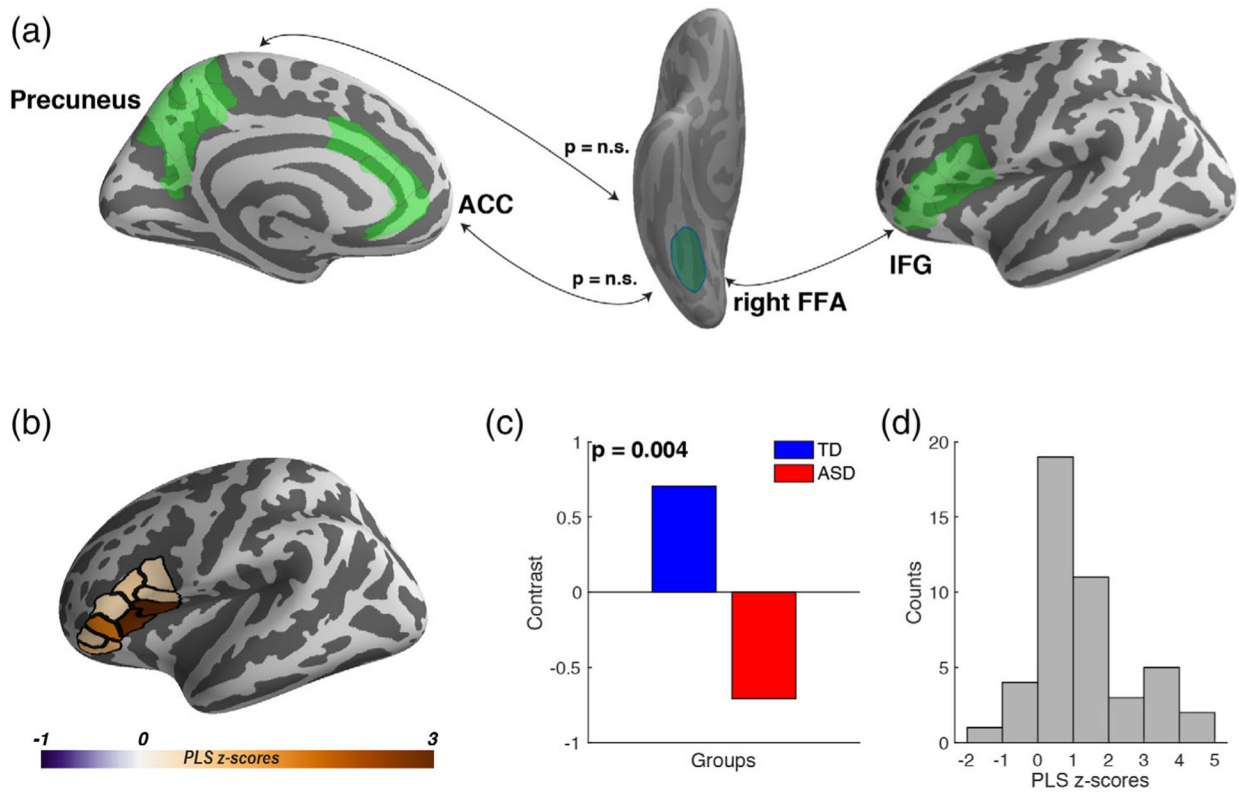 (a)
Precuneus
ACC
p = n.s.
p = n.s.
right FFA
IFG
(b)
-1
0
3
PLS z-scores
(c)
p = 0.004
TD
ASD
1
0.5
0
-0.5
-1
Contrast
Groups
(d)
20
15
10
5
0
Counts
-2 -1 0 1 2 3 4 5
PLS z-scores